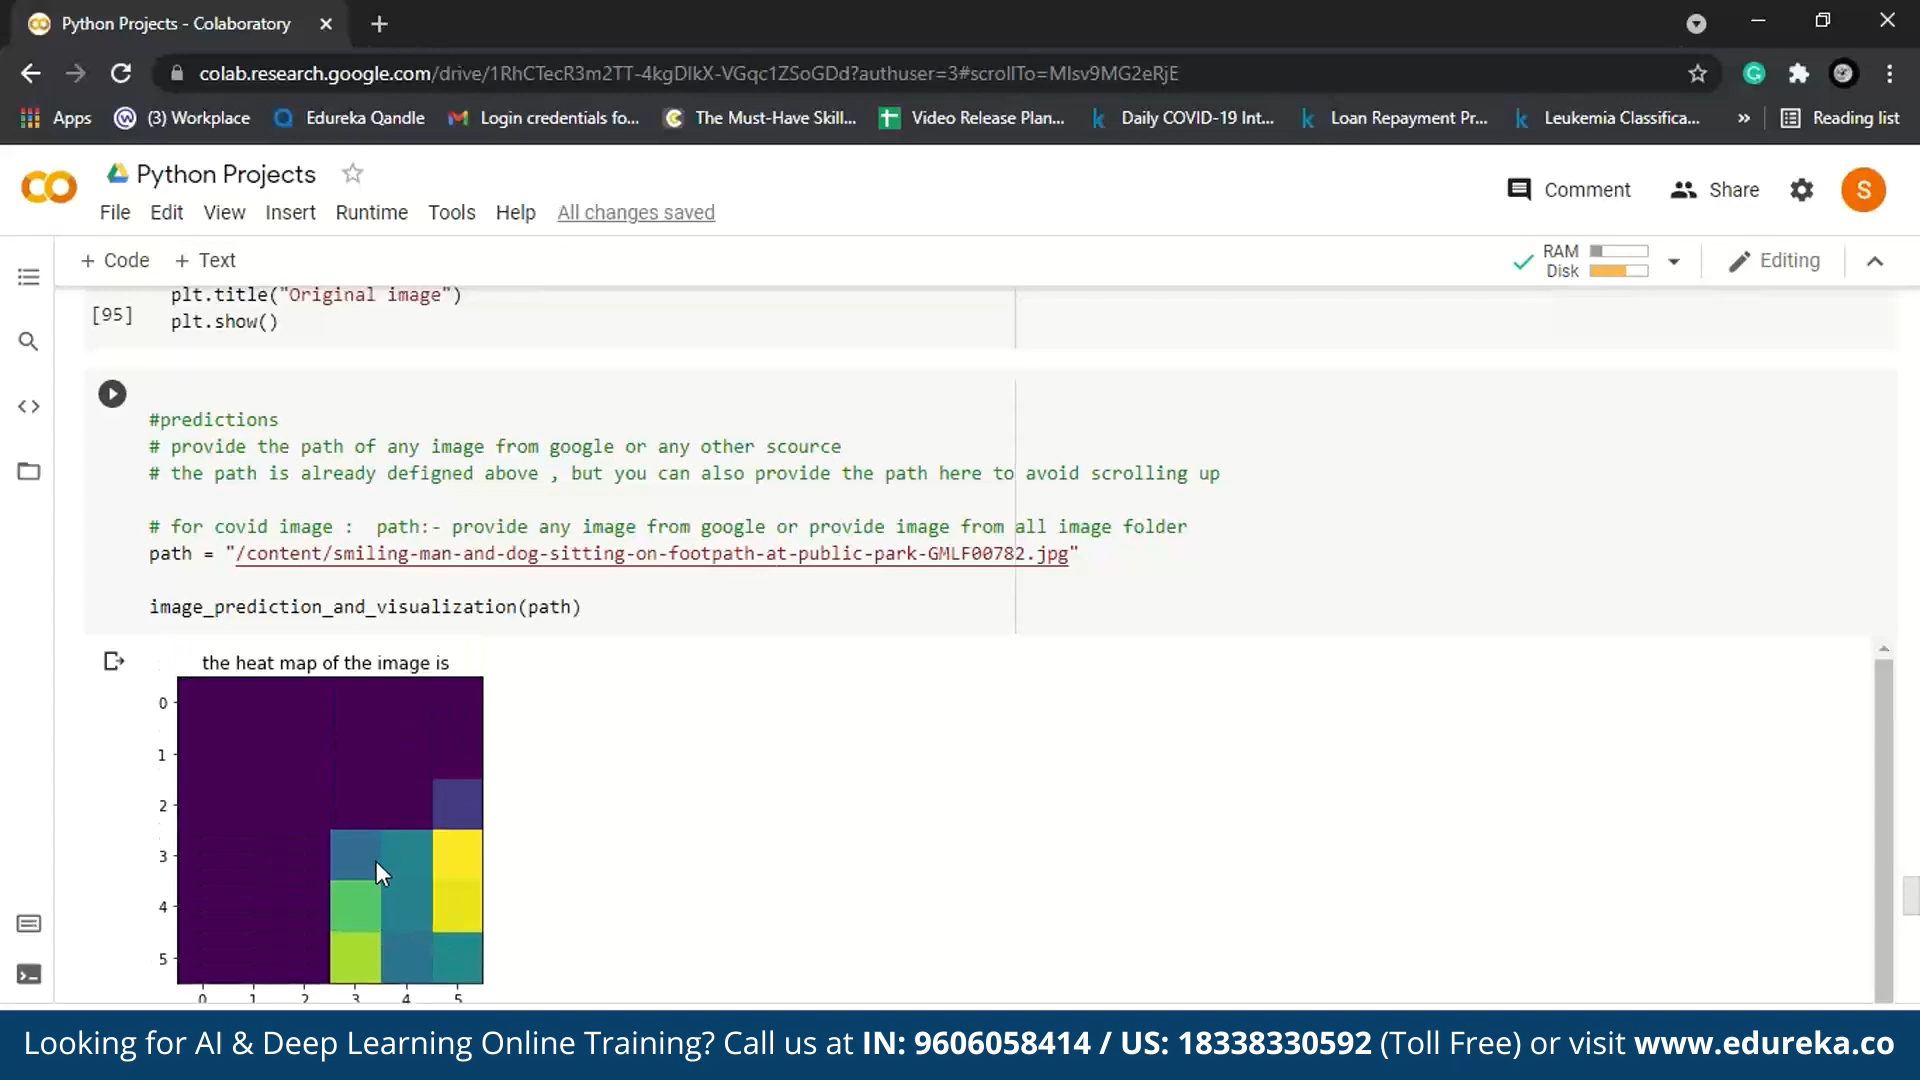 Python Projects - Colaboratory
colab.research.google.com/drive/1RhCTecR3m2TT-4kgDlkX-VGqc1ZSoGDd?authuser=3#scrollTo=MIsv9MG2eRjE
Apps (3) Workplace Edureka Qandle Login credentials fo... The Must-Have Skill... Video Release Plan... Daily COVID-19 Int... Loan Repayment Pr... Leukemia Classifica... » Reading list
Python Projects
Comment Share S
File Edit View Insert Runtime Tools Help All changes saved
+ Code + Text
RAM
Disk
Editing
plt.title("Original image")
[95] plt.show()
#predictions
# provide the path of any image from google or any other scource
# the path is already defigned above , but you can also provide the path here to avoid scrolling up
# for covid image :  path:- provide any image from google or provide image from all image folder
path = "/content/smiling-man-and-dog-sitting-on-footpath-at-public-park-GMLF00782.jpg"
image_prediction_and_visualization(path)
the heat map of the image is
0
1
2
3
4
5
0 1 2 3 4 5
Looking for AI & Deep Learning Online Training? Call us at IN: 9606058414 / US: 18338330592 (Toll Free) or visit www.edureka.co